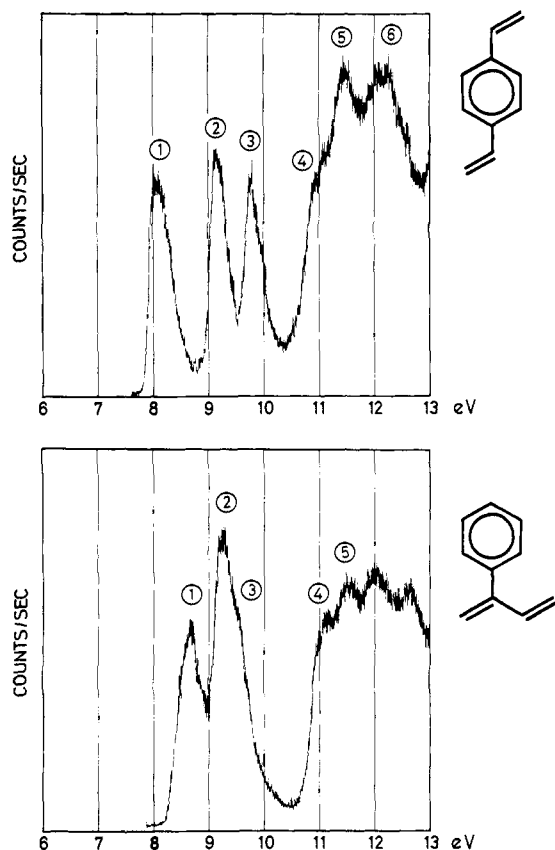 ⑤ ⑥
② ③
① ④
COUNTS/SEC
6 7 8 9 10 11 12 13 eV
②
① ③ ④ ⑤
COUNTS/SEC
6 7 8 9 10 11 12 13 eV